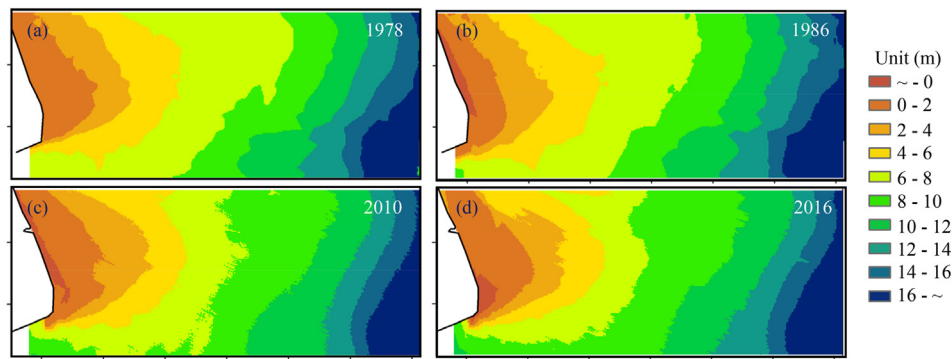 (a) 1978
(b) 1986
(c) 2010
(d) 2016
Unit (m)
~ - 0
0 - 2
2 - 4
4 - 6
6 - 8
8 - 10
10 - 12
12 - 14
14 - 16
16 - ~